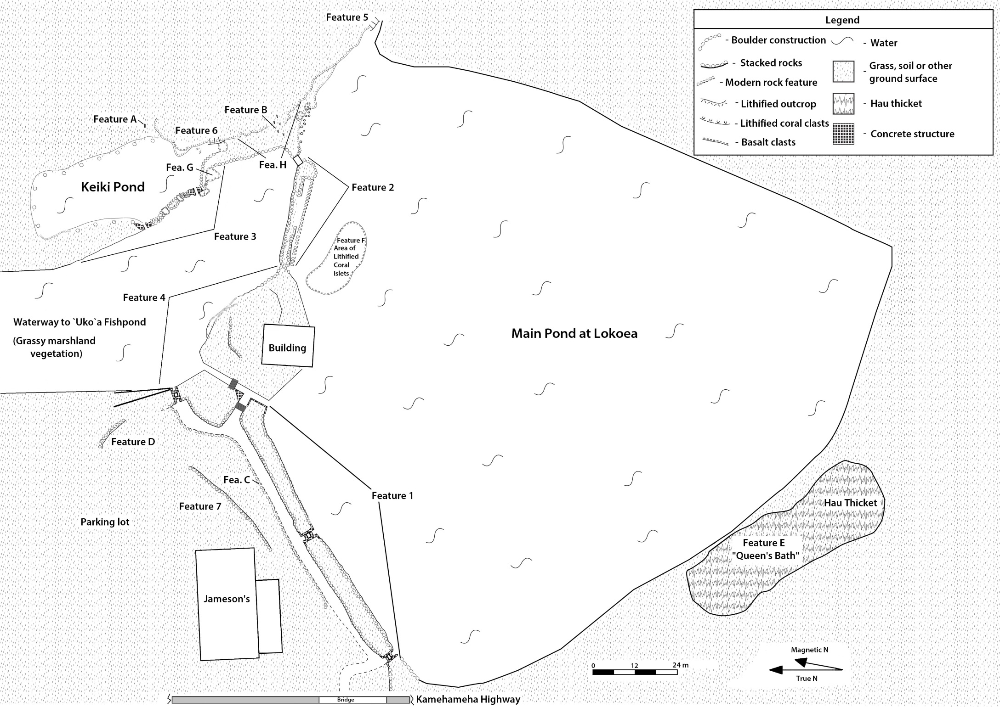 Feature 5
Legend
- Boulder construction
- Water
- Stacked rocks
- Grass, soil or other
ground surface
- Modern rock feature
- Lithified outcrop
- Hau thicket
- Lithified coral clasts
- Basalt clasts
- Concrete structure
Feature B
Feature A
Feature 6
Fea. H
Fea. G
Keiki Pond
Feature 2
Feature 3
Feature F
Area of
Lithified
Coral
Islets
Feature 4
Waterway to `Uko`a Fishpond
(Grassy marshland
vegetation)
Building
Main Pond at Lokoea
Feature D
Fea. C
Feature 1
Feature 7
Parking lot
Hau Thicket
Feature E
"Queen's Bath"
Jameson's
0 12 24 m
Magnetic N
True N
Bridge
Kamehameha Highway